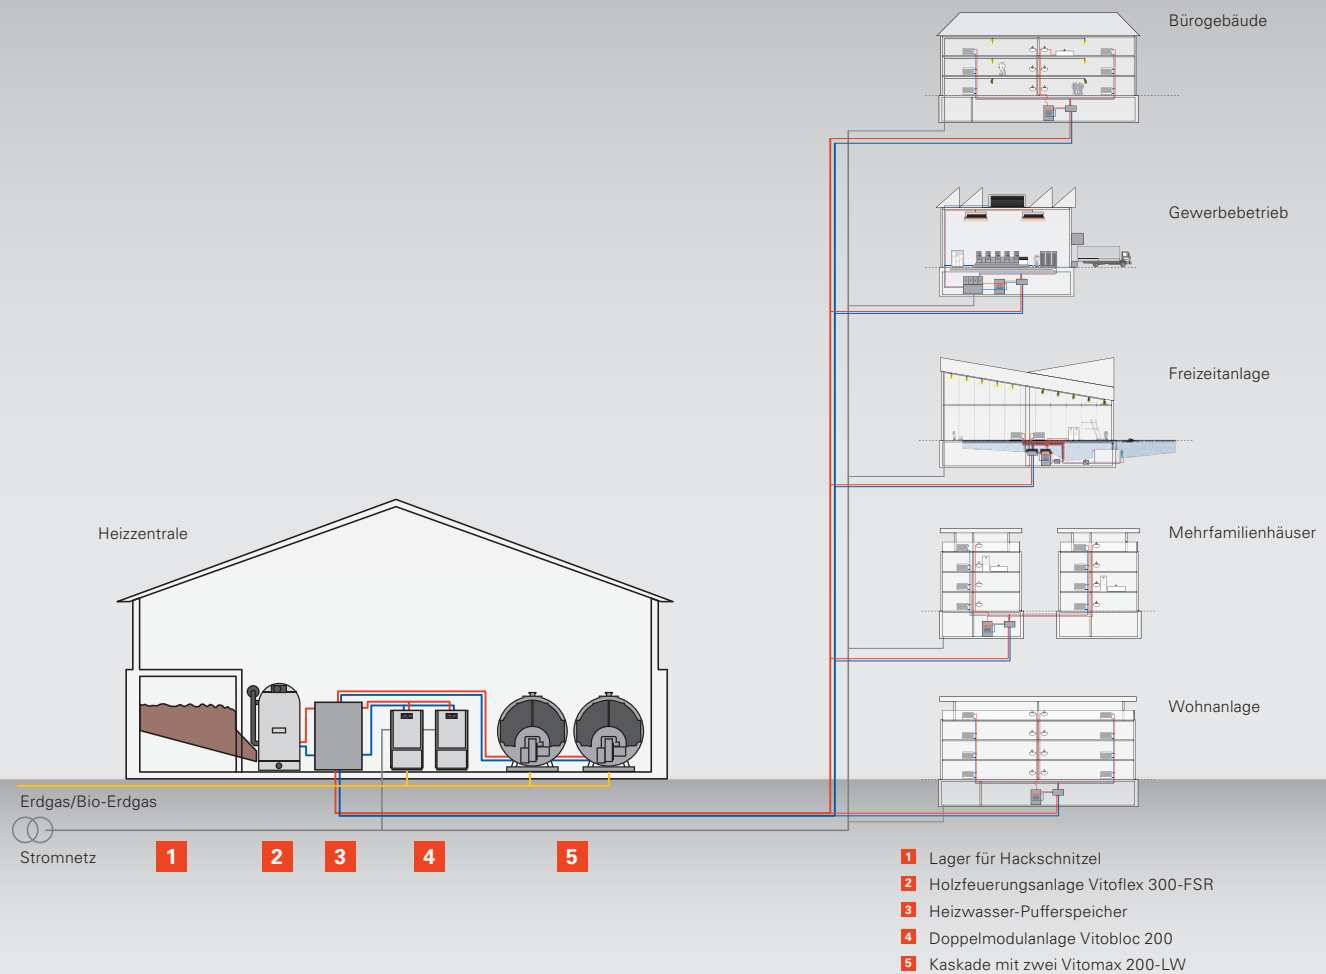 Bürogebäude
Gewerbebetrieb
Freizeitanlage
Heizzentrale
Mehrfamilienhäuser
Wohnanlage
Erdgas/Bio-Erdgas
Stromnetz
1 2 3 4 5
1 Lager für Hackschnitzel
2 Holzfeuerungsanlage Vitoflex 300-FSR
3 Heizwasser-Pufferspeicher
4 Doppelmodulanlage Vitobloc 200
5 Kaskade mit zwei Vitomax 200-LW